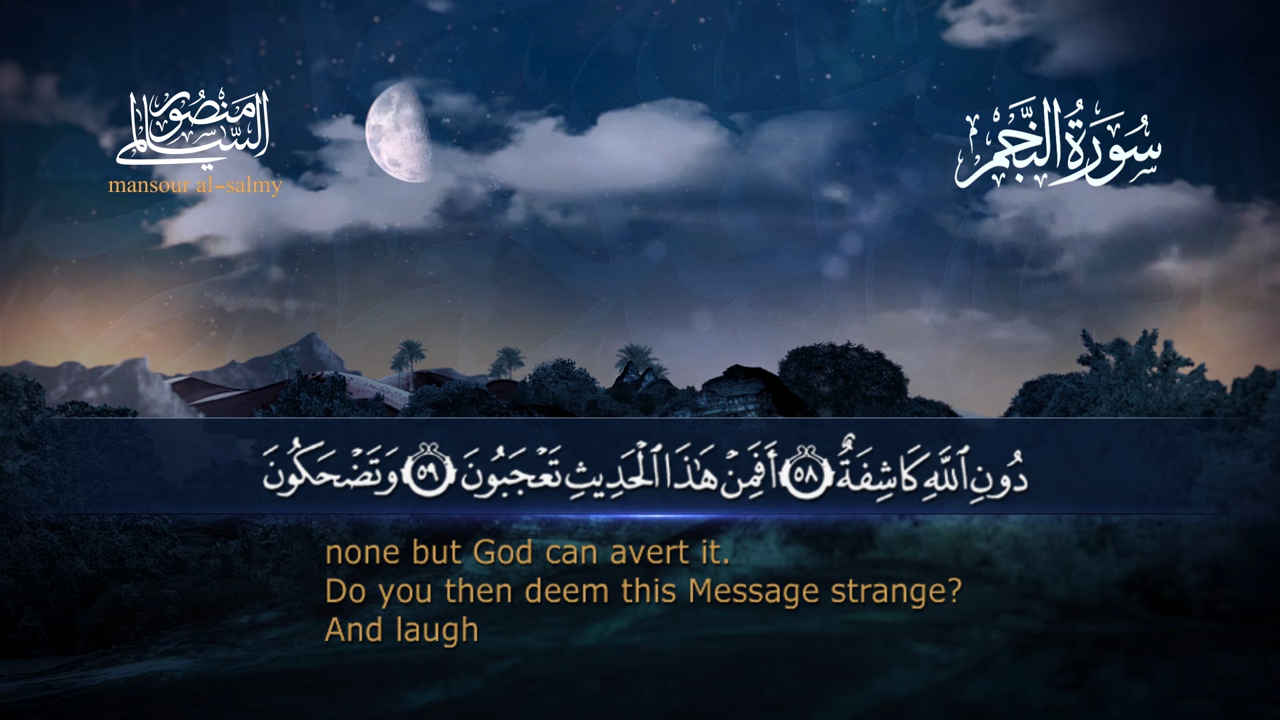 منصور السالمي
mansour al-salmy
سُورَةُ النَّجْمِ
دُونِ ٱللَّهِ كَاشِفَةٌ ٥٨ أَفَمِنْ هَٰذَا ٱلْحَدِيثِ تَعْجَبُونَ ٥٩ وَتَضْحَكُونَ
none but God can avert it.
Do you then deem this Message strange?
And laugh